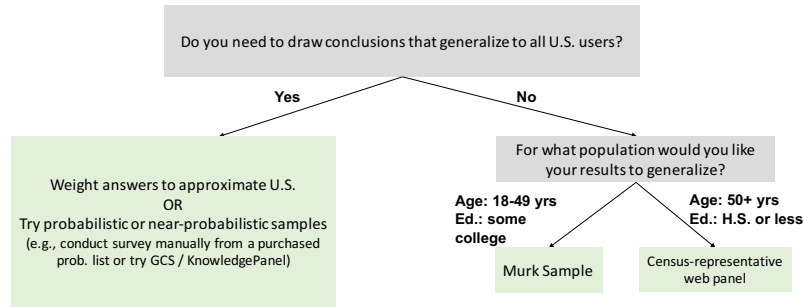 Do you need to draw conclusions that generalize to all U.S. users?
Yes
No
Weight answers to approximate U.S.
OR
Try probabilistic or near-probabilistic samples
(e.g., conduct survey manually from a purchased
prob. list or try GCS / KnowledgePanel)
For what population would you like
your results to generalize?
Age: 18-49 yrs
Ed.: some
college
Age: 50+ yrs
Ed.: H.S. or less
Murk Sample
Census-representative
web panel